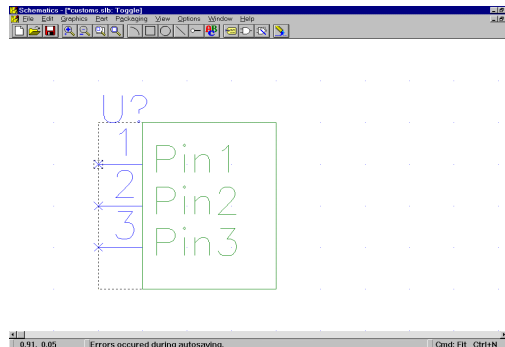 Schematics - [*customs.slb: Toggle]
File Edit Graphics Part Packaging View Options Window Help
U?
1
Pin1
2
Pin2
3
Pin3
0.91, 0.05 Errors occured during autosaving. Cmd: Fit Ctrl+N